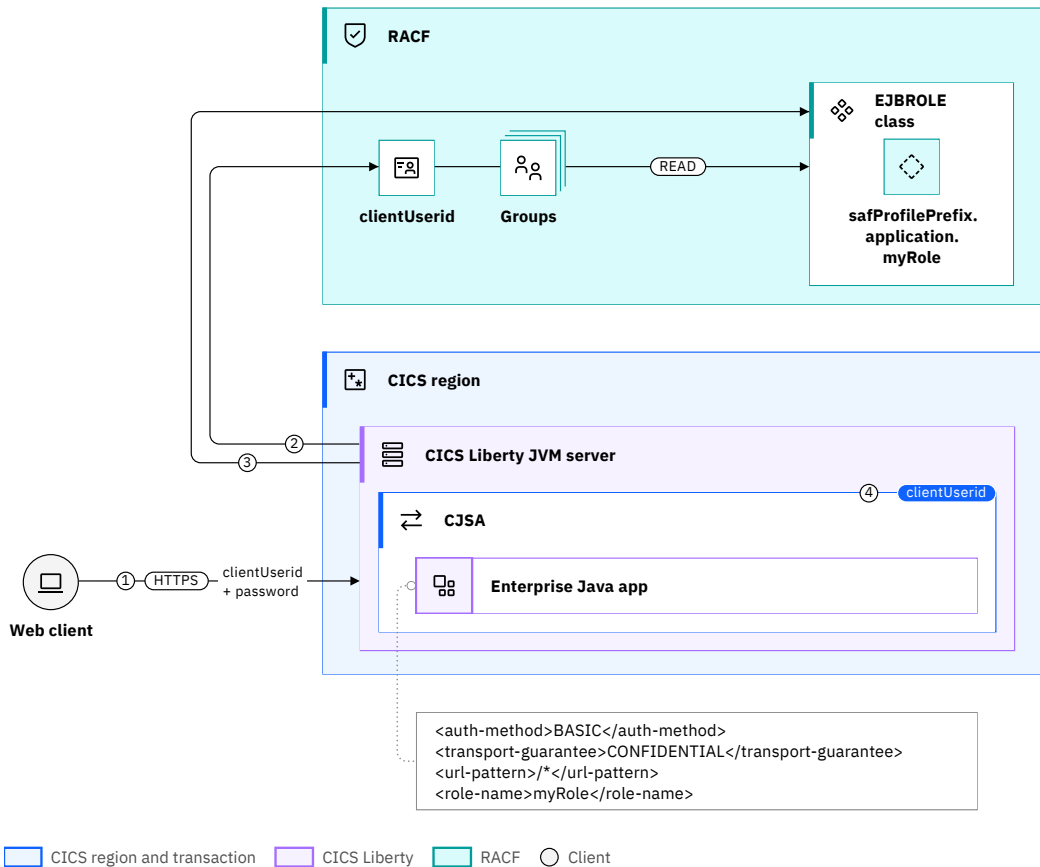 RACF
EJBROLE
class
READ
clientUserid
Groups
safProfilePrefix.
application.
myRole
CICS region
2
CICS Liberty JVM server
3
4
clientUserid
CJSA
1
HTTPS
clientUserid
+ password
Enterprise Java app
Web client
<auth-method>BASIC</auth-method>
<transport-guarantee>CONFIDENTIAL</transport-guarantee>
<url-pattern>/*</url-pattern>
<role-name>myRole</role-name>
CICS region and transaction
CICS Liberty
RACF
Client